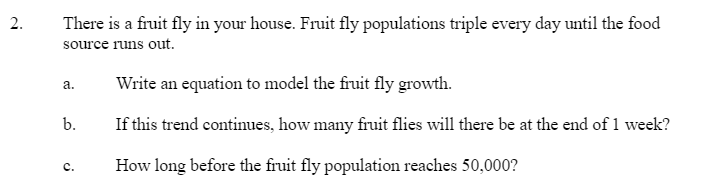 2. There is a fruit fly in your house. Fruit fly populations triple every day until the food
source runs out.
a. Write an equation to model the fruit fly growth.
b. If this trend continues, how many fruit flies will there be at the end of 1 week?
c. How long before the fruit fly population reaches 50,000?